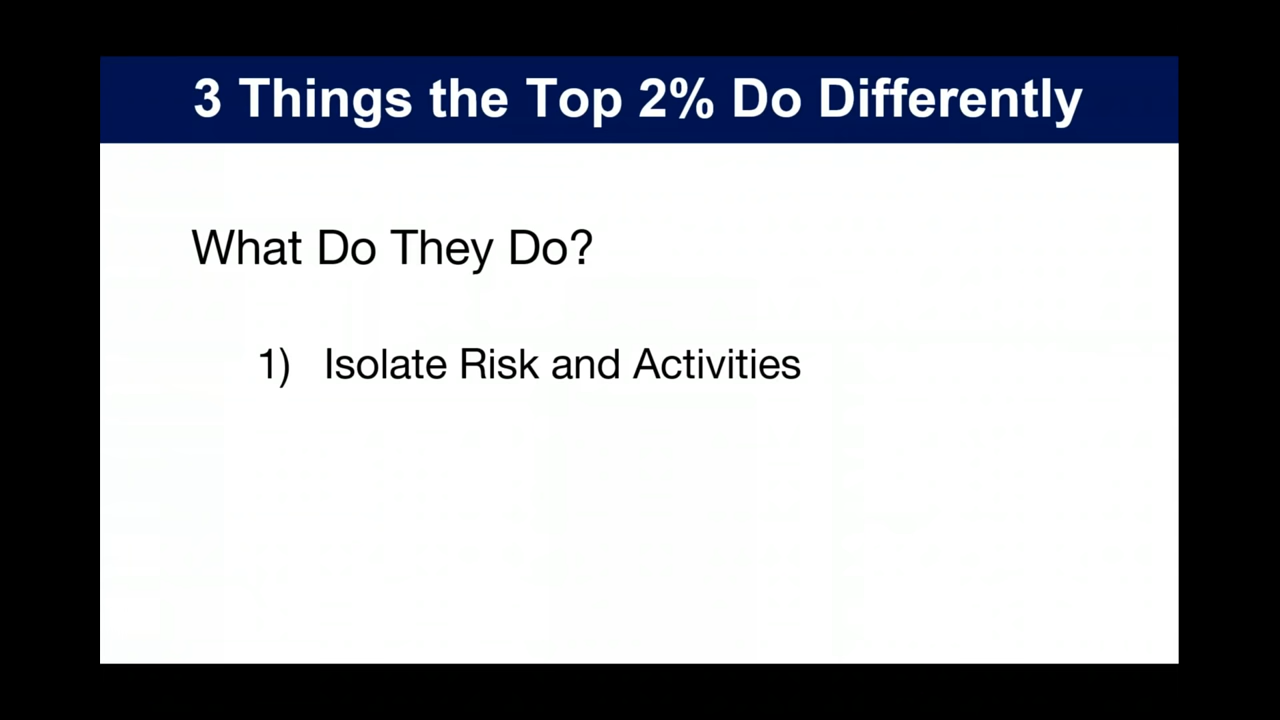 3 Things the Top 2% Do Differently
What Do They Do?
1) Isolate Risk and Activities